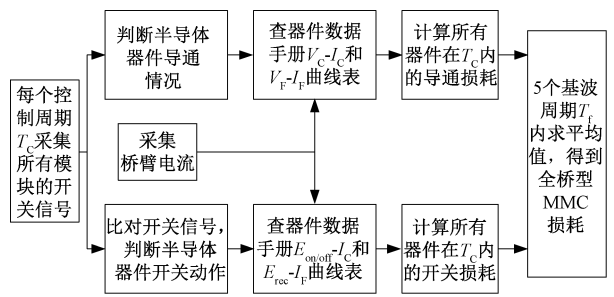 每个控
制周期
TC采集
所有模
块的开
关信号
判断半导体
器件导通
情况
查器件数据
手册VC-IC和
VF-IF曲线表
计算所有
器件在TC内
的导通损耗
采集
桥臂电流
比对开关信号,
判断半导体
器件开关动作
查器件数据
手册Eon/off-IC和
Erec-IF曲线表
计算所有
器件在TC内
的开关损耗
5个基波
周期Tf
内求平均
值，得到
全桥型
MMC
损耗